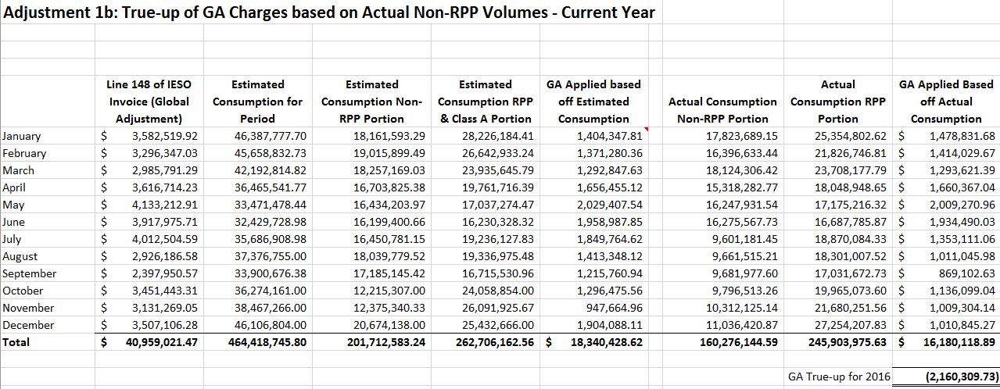 Adjustment 1b: True-up of GA Charges based on Actual Non-RPP Volumes - Current Year
Line 148 of IESO Invoice (Global Adjustment) Estimated Consumption for Period Estimated Consumption Non-RPP Portion Estimated Consumption RPP & Class A Portion GA Applied based off Estimated Consumption Actual Consumption Non-RPP Portion Actual Consumption RPP Portion GA Applied Based off Actual Consumption
January $ 3,582,519.92 46,387,777.70 18,161,593.29 28,226,184.41 1,404,347.81 17,823,689.15 25,354,802.62 $ 1,478,831.68
February $ 3,296,347.03 45,658,832.73 19,015,899.49 26,642,933.24 1,371,280.36 16,396,633.44 21,826,746.81 $ 1,414,029.67
March $ 2,985,791.29 42,192,814.82 18,257,169.03 23,935,645.79 1,292,847.63 18,124,306.42 23,708,177.79 $ 1,293,621.39
April $ 3,616,714.23 36,465,541.77 16,703,825.38 19,761,716.39 1,656,455.12 15,318,282.77 18,048,948.65 $ 1,660,367.04
May $ 4,133,212.91 33,471,478.44 16,434,203.97 17,037,274.47 2,029,407.54 16,247,931.54 17,175,216.32 $ 2,009,270.96
June $ 3,917,975.71 32,429,728.98 16,199,400.66 16,230,328.32 1,958,987.85 16,275,567.73 16,687,785.87 $ 1,934,490.03
July $ 4,012,504.59 35,686,908.98 16,450,781.15 19,236,127.83 1,849,764.62 9,601,181.45 18,870,084.33 $ 1,353,111.06
August $ 2,926,186.58 37,376,755.00 18,039,779.52 19,336,975.48 1,413,348.12 9,661,515.21 18,301,007.52 $ 1,011,045.98
September $ 2,397,950.57 33,900,676.38 17,185,145.42 16,715,530.96 1,215,760.94 9,681,977.60 17,031,672.73 $ 869,102.63
October $ 3,451,443.31 36,274,161.00 12,215,307.00 24,058,854.00 1,296,475.56 9,796,513.26 19,965,073.60 $ 1,136,099.04
November $ 3,131,269.05 38,467,266.00 12,375,340.33 26,091,925.67 947,664.96 10,312,125.14 21,680,251.56 $ 1,009,304.14
December $ 3,507,106.28 46,106,804.00 20,674,138.00 25,432,666.00 1,904,088.11 11,036,420.87 27,254,207.83 $ 1,010,845.27
Total $ 40,959,021.47 464,418,745.80 201,712,583.24 262,706,162.56 $ 18,340,428.62 160,276,144.59 245,903,975.63 $ 16,180,118.89
GA True-up for 2016 (2,160,309.73)